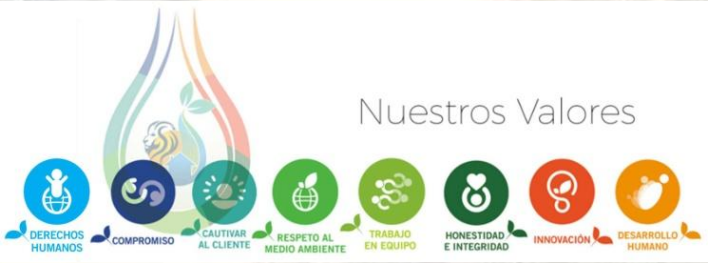 Nuestros Valores
DERECHOS
HUMANOS
COMPROMISO
CAUTIVAR
AL CLIENTE
RESPETO AL
MEDIO AMBIENTE
TRABAJO
EN EQUIPO
HONESTIDAD
E INTEGRIDAD
INNOVACIÓN
DESARROLLO
HUMANO